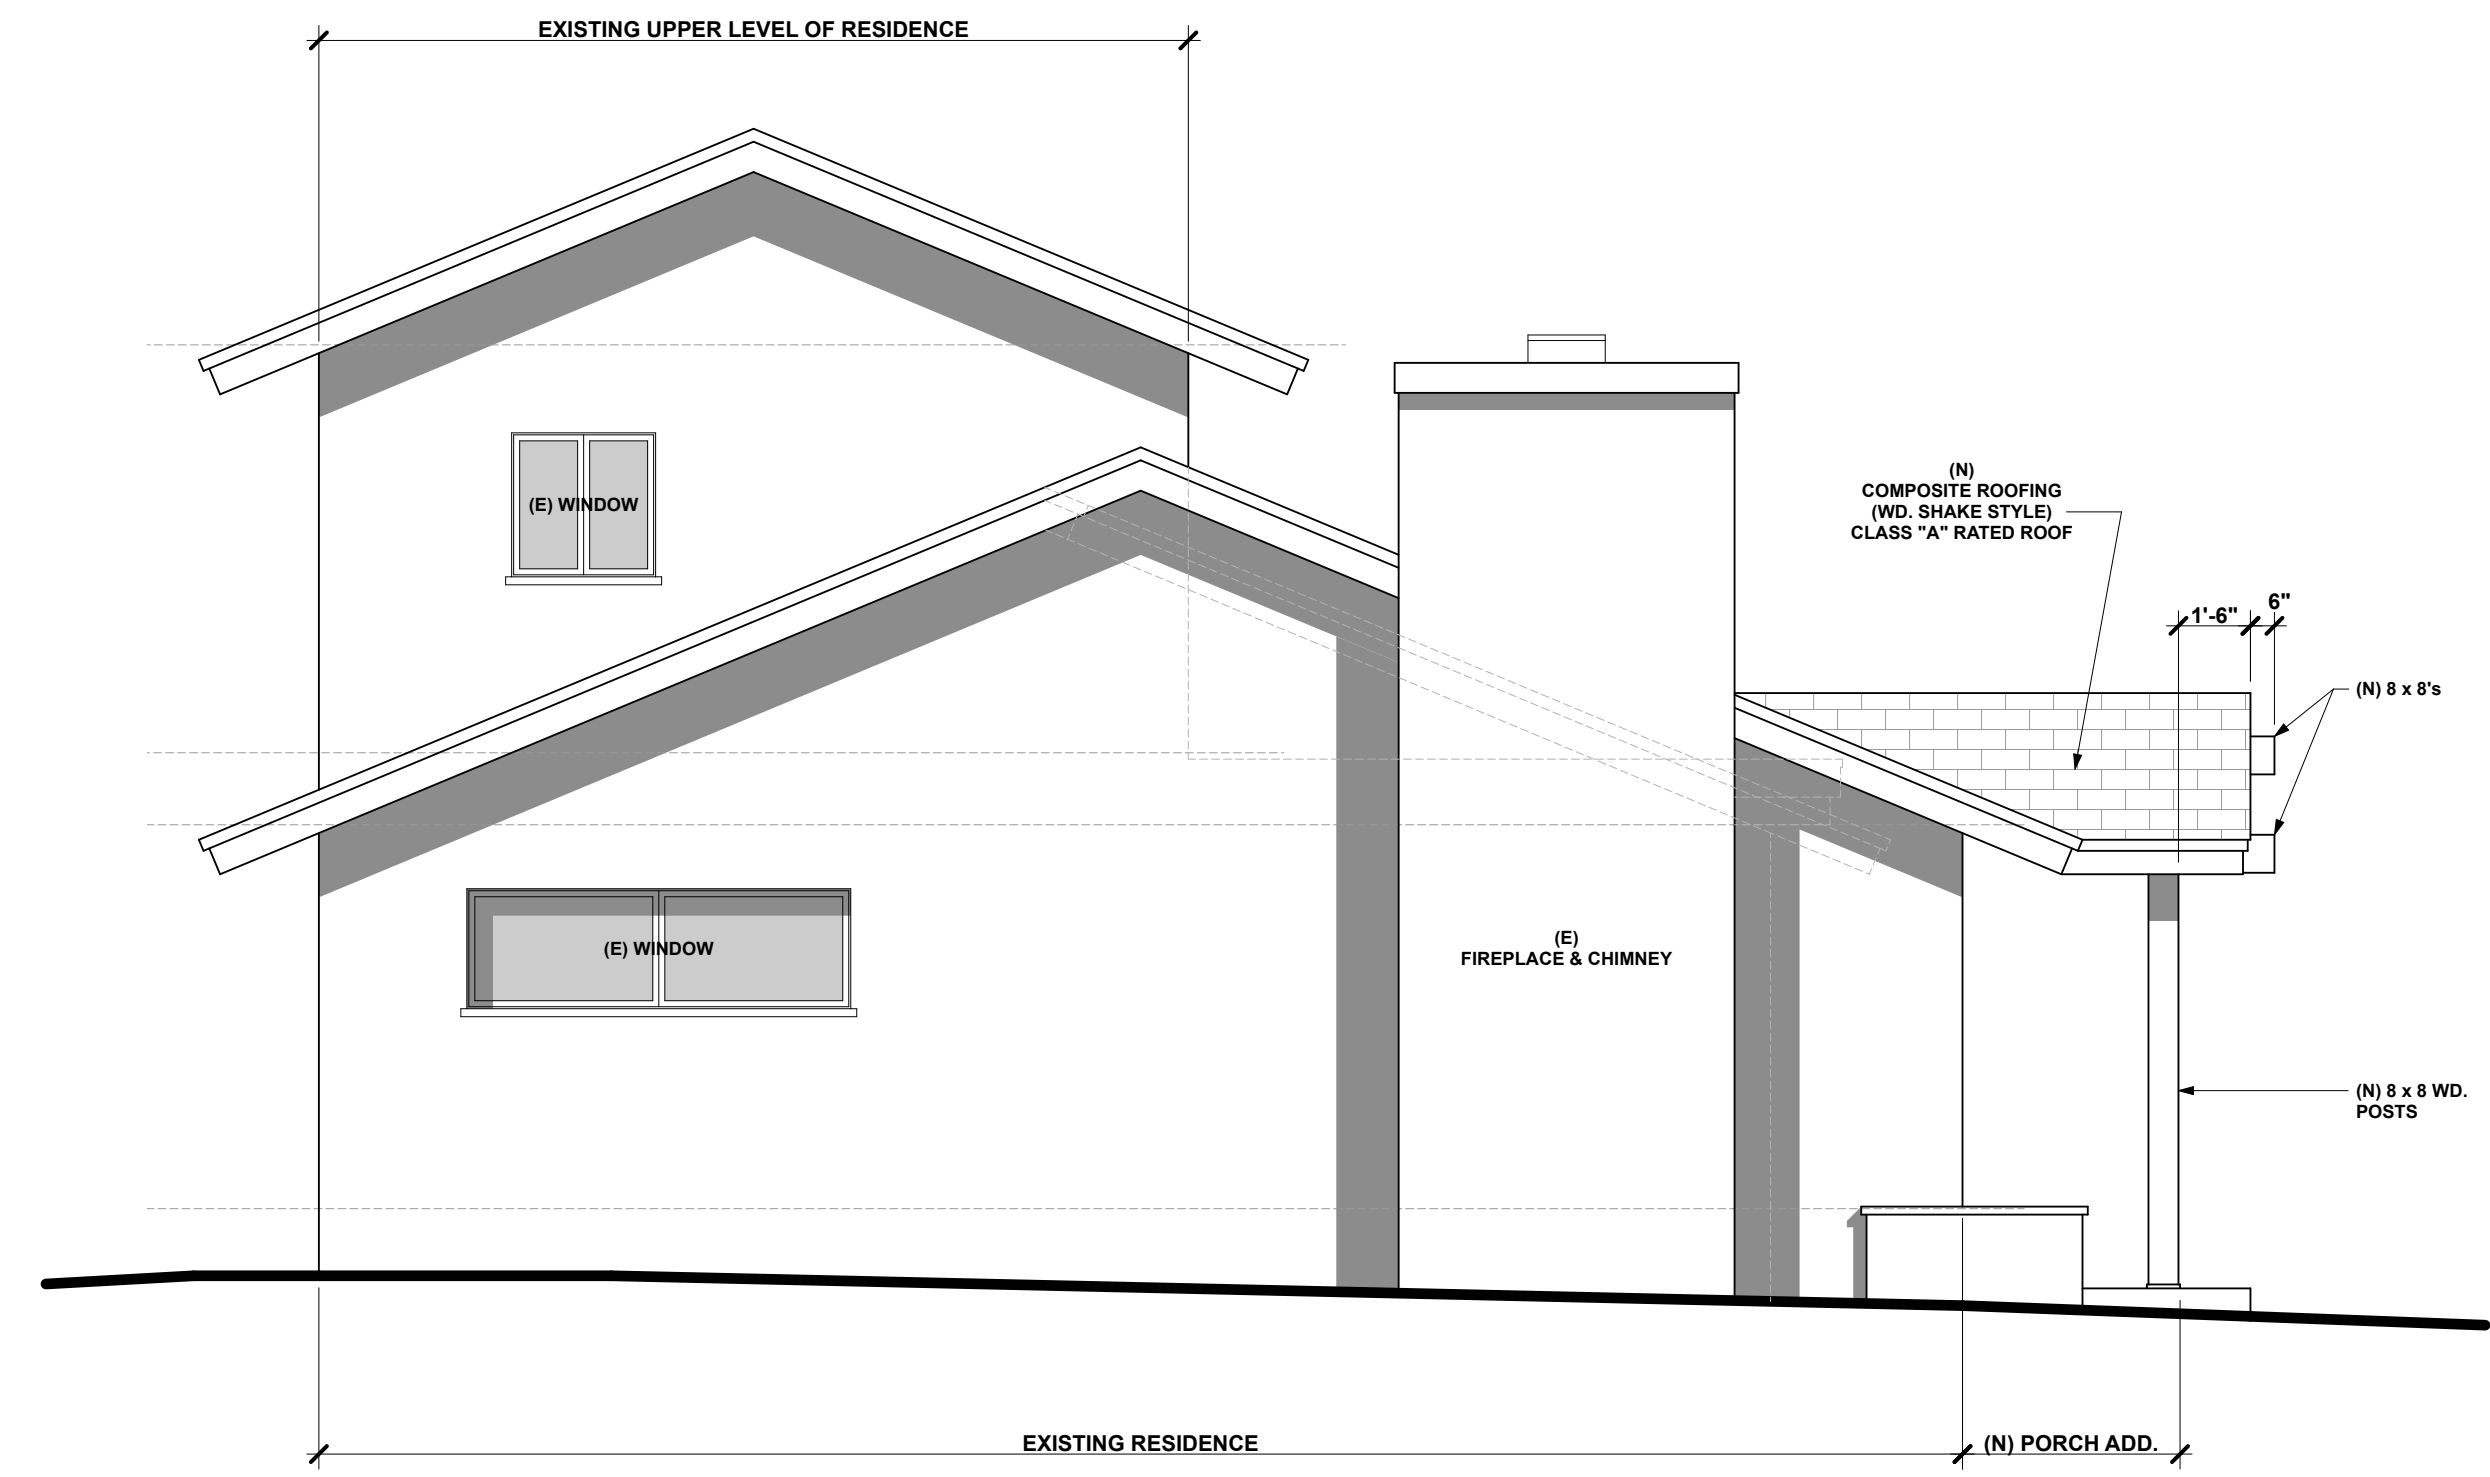 EXISTING UPPER LEVEL OF RESIDENCE
(E) WINDOW
(N)
COMPOSITE ROOFING
(WD. SHAKE STYLE)
CLASS "A" RATED ROOF
1'-6"
6"
(N) 8 x 8's
(E) WINDOW
(E)
FIREPLACE & CHIMNEY
(N) 8 x 8 WD.
POSTS
EXISTING RESIDENCE
(N) PORCH ADD.